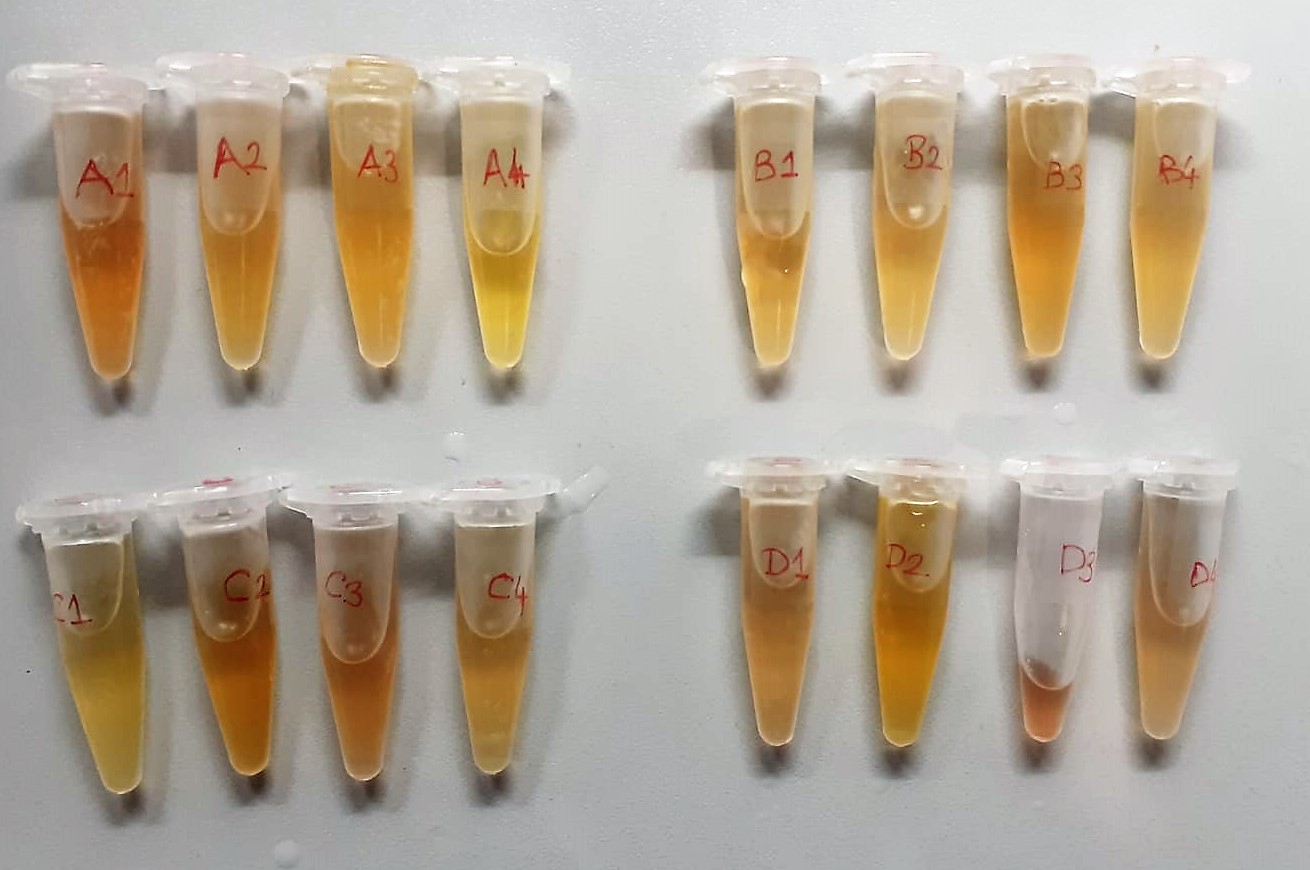 A1 A2 A3 A4 B1 B2 B3 B4
C1 C2 C3 C4 D1 D2 D3 D4